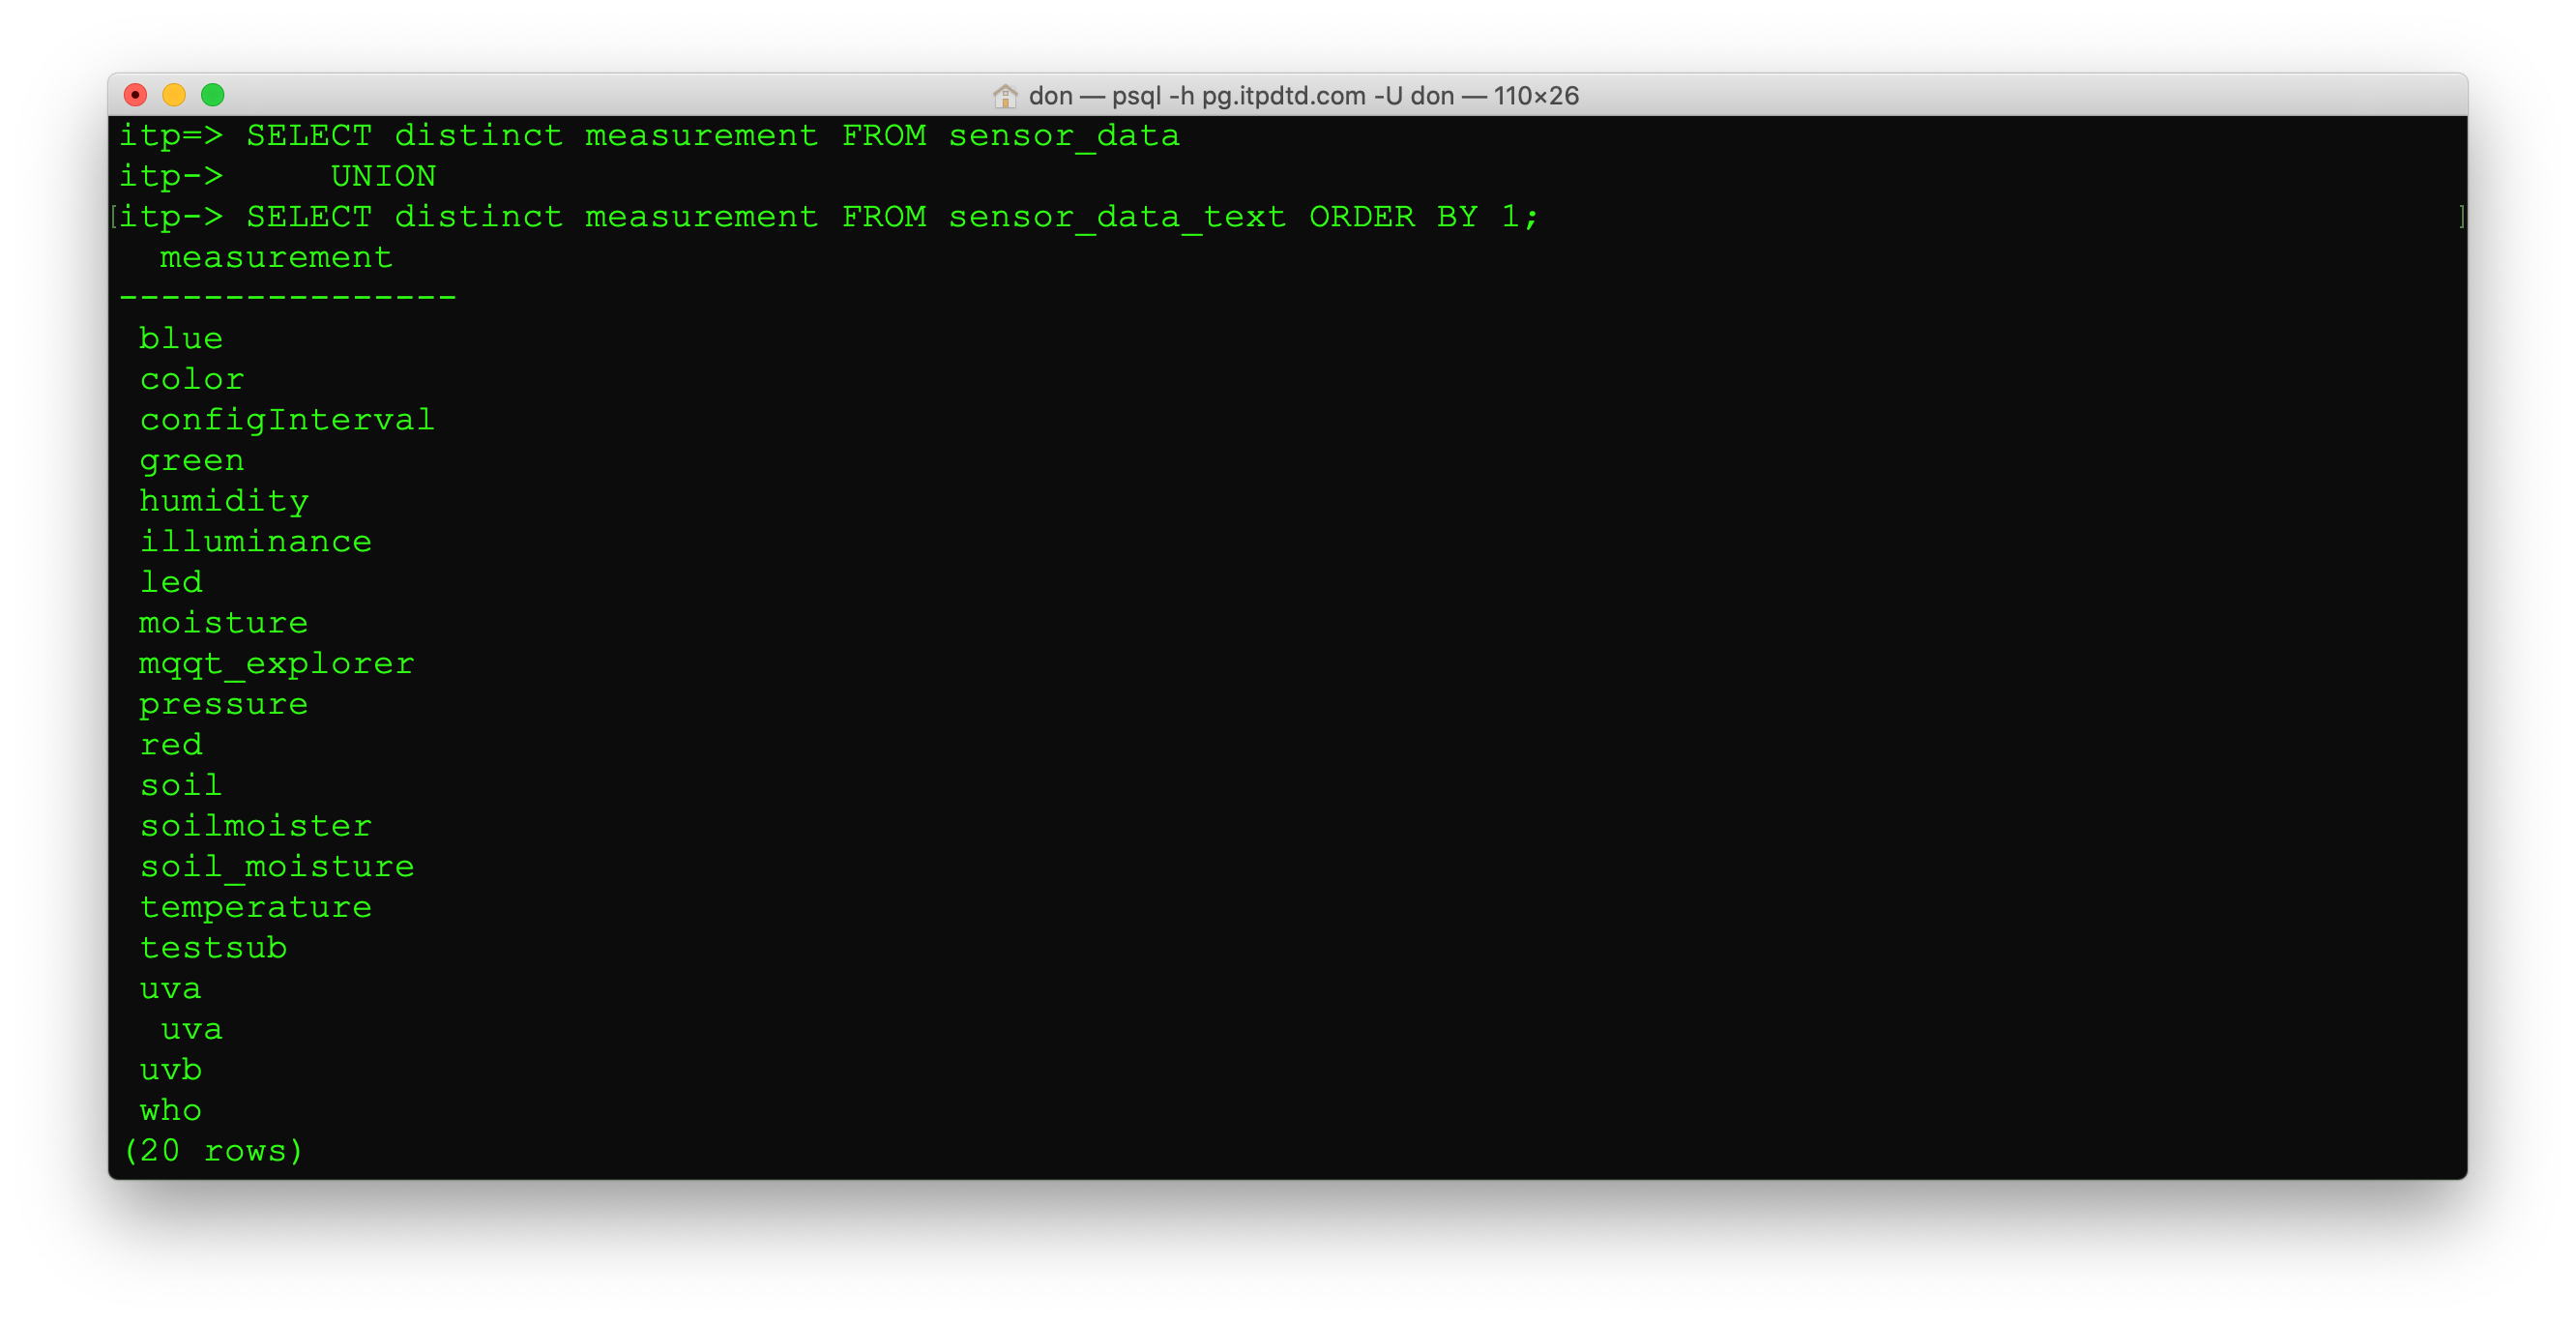 don — psql -h pg.itpdtd.com -U don — 110×26
itp=> SELECT distinct measurement FROM sensor_data
itp->     UNION
[itp-> SELECT distinct measurement FROM sensor_data_text ORDER BY 1; ]
  measurement
----------------
 blue
 color
 configInterval
 green
 humidity
 illuminance
 led
 moisture
 mqqt_explorer
 pressure
 red
 soil
 soilmoister
 soil_moisture
 temperature
 testsub
 uva
  uva
 uvb
 who
(20 rows)